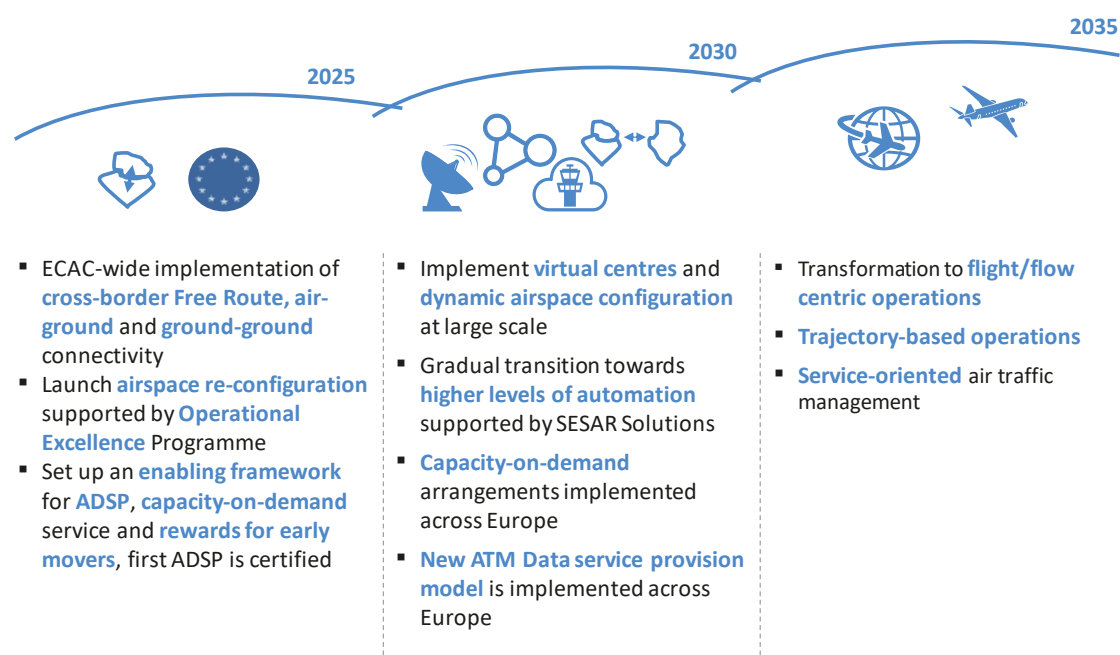 2025
2030
2035
▪ ECAC-wide implementation of
cross-border Free Route, air-
ground and ground-ground
connectivity
▪ Launch airspace re-configuration
supported by Operational
Excellence Programme
▪ Set up an enabling framework
for ADSP, capacity-on-demand
service and rewards for early
movers, first ADSP is certified
▪ Implement virtual centres and
dynamic airspace configuration
at large scale
▪ Gradual transition towards
higher levels of automation
supported by SESAR Solutions
▪ Capacity-on-demand
arrangements implemented
across Europe
▪ New ATM Data service provision
model is implemented across
Europe
▪ Transformation to flight/flow
centric operations
▪ Trajectory-based operations
▪ Service-oriented air traffic
management